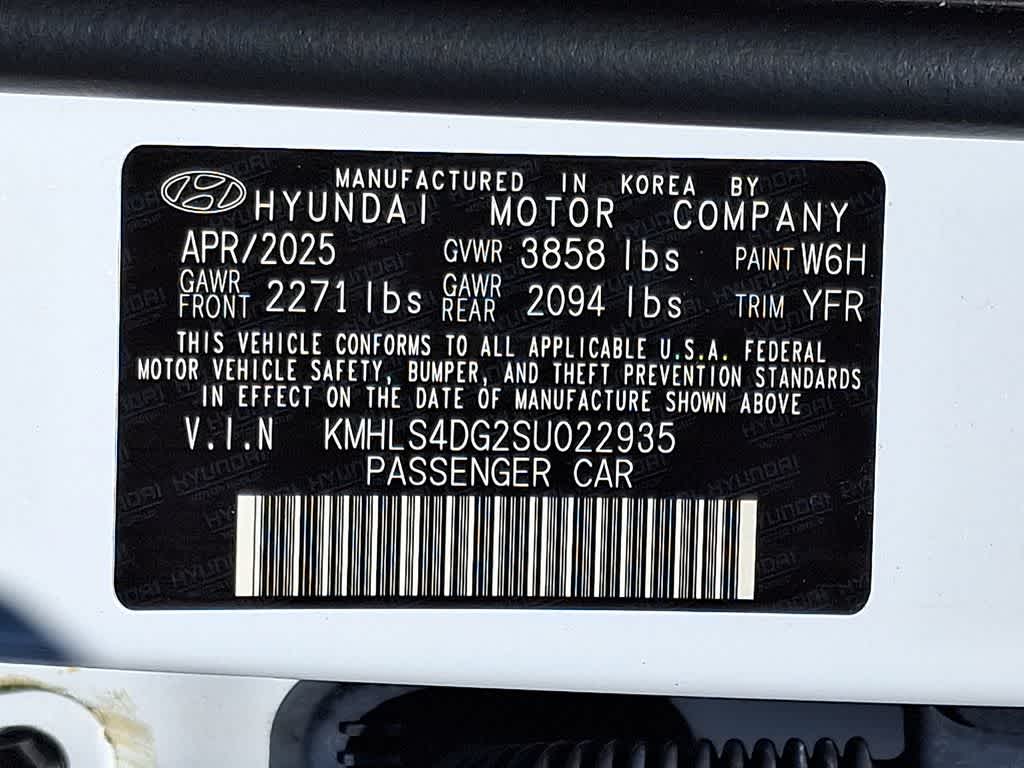 MANUFACTURED IN KOREA BY
HYUNDAI MOTOR COMPANY
APR/2025 GVWR 3858 lbs PAINT W6H
GAWR FRONT 2271 lbs GAWR REAR 2094 lbs TRIM YFR
THIS VEHICLE CONFORMS TO ALL APPLICABLE U.S.A. FEDERAL
MOTOR VEHICLE SAFETY, BUMPER, AND THEFT PREVENTION STANDARDS
IN EFFECT ON THE DATE OF MANUFACTURE SHOWN ABOVE
V.I.N KMHLS4DG2SU022935
PASSENGER CAR